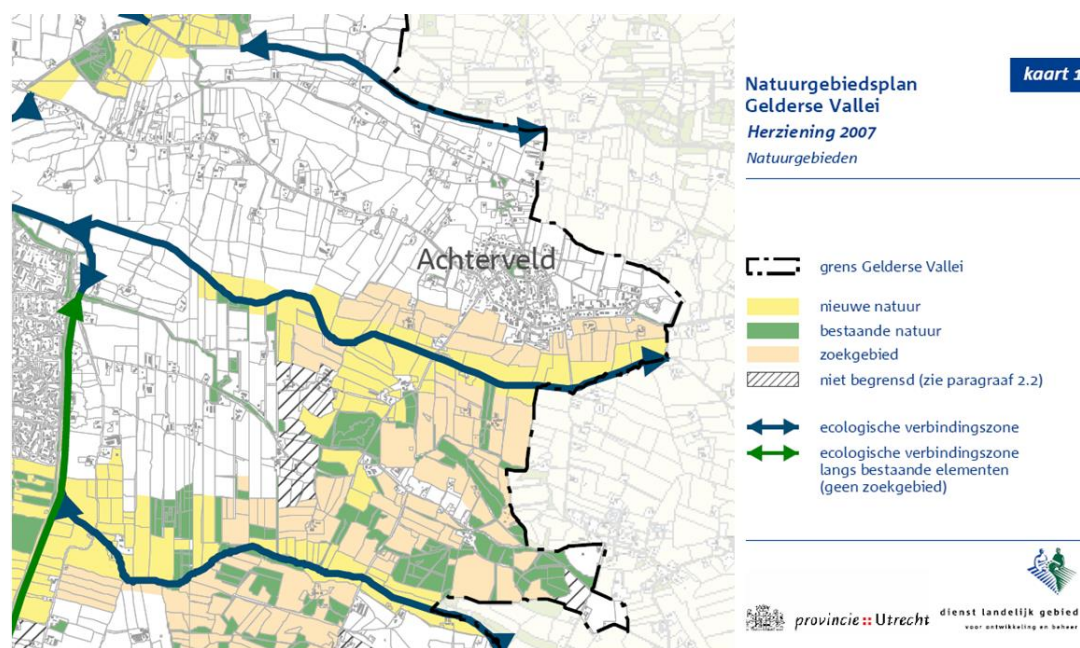 Achterveld
kaart 1
Natuurgebiedsplan
Gelderse Vallei
Herziening 2007
Natuurgebieden
grens Gelderse Vallei
nieuwe natuur
bestaande natuur
zoekgebied
niet begrensd (zie paragraaf 2.2)
ecologische verbindingszone
ecologische verbindingszone
langs bestaande elementen
(geen zoekgebied)
provincie :: Utrecht
dienst landelijk gebied
voor ontwikkeling en beheer